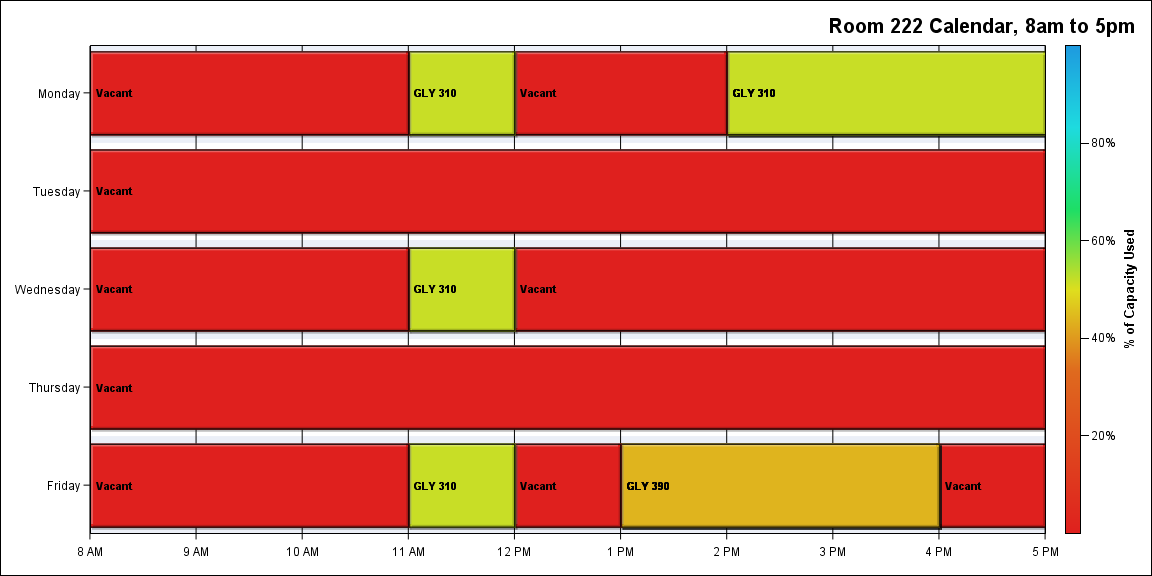 Room 222 Calendar, 8am to 5pm
Monday Vacant GLY 310 Vacant GLY 310
Tuesday Vacant
Wednesday Vacant GLY 310 Vacant
Thursday Vacant
Friday Vacant GLY 310 Vacant GLY 390 Vacant
8 AM 9 AM 10 AM 11 AM 12 PM 1 PM 2 PM 3 PM 4 PM 5 PM
80%
60%
40%
20%
% of Capacity Used